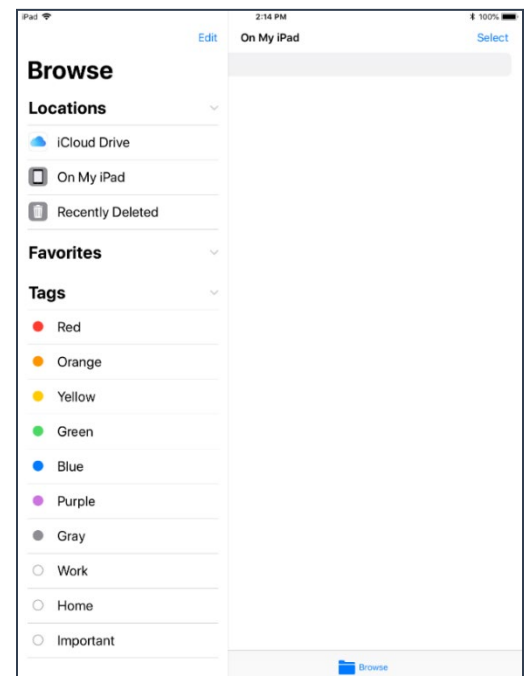 iPad 2:14 PM 100%
Edit On My iPad Select
Browse
Locations
iCloud Drive
On My iPad
Recently Deleted
Favorites
Tags
Red
Orange
Yellow
Green
Blue
Purple
Gray
Work
Home
Important
Browse